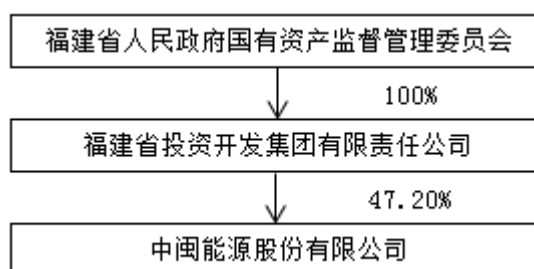 福建省人民政府国有资产监督管理委员会
100%
福建省投资开发集团有限责任公司
47.20%
中闽能源股份有限公司